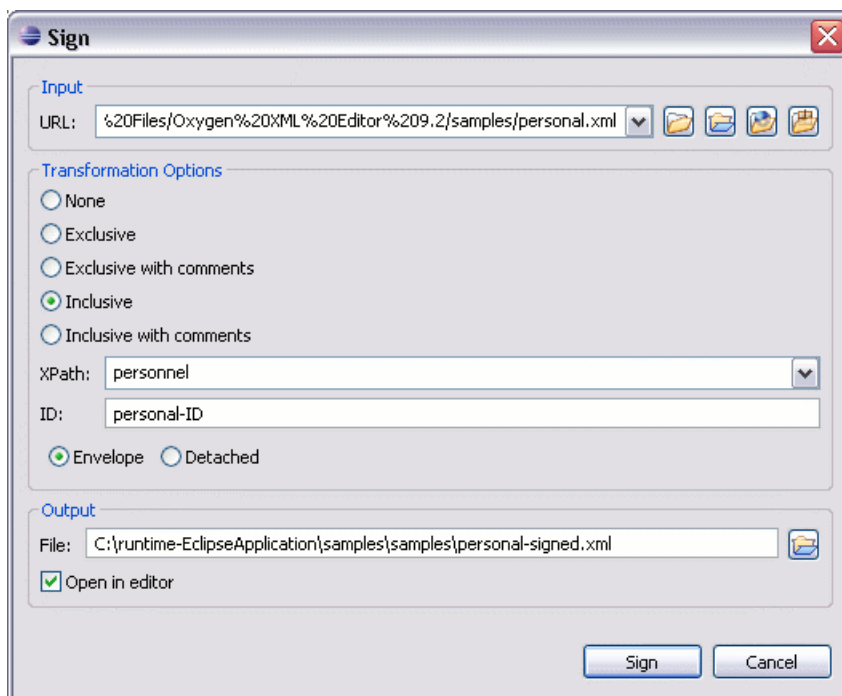 Sign
Input
URL: %20Files/Oxygen%20XML%20Editor%209.2/samples/personal.xml
Transformation Options
None
Exclusive
Exclusive with comments
Inclusive
Inclusive with comments
XPath: personnel
ID: personal-ID
Envelope Detached
Output
File: C:\runtime-EclipseApplication\samples\samples\personal-signed.xml
Open in editor
Sign Cancel